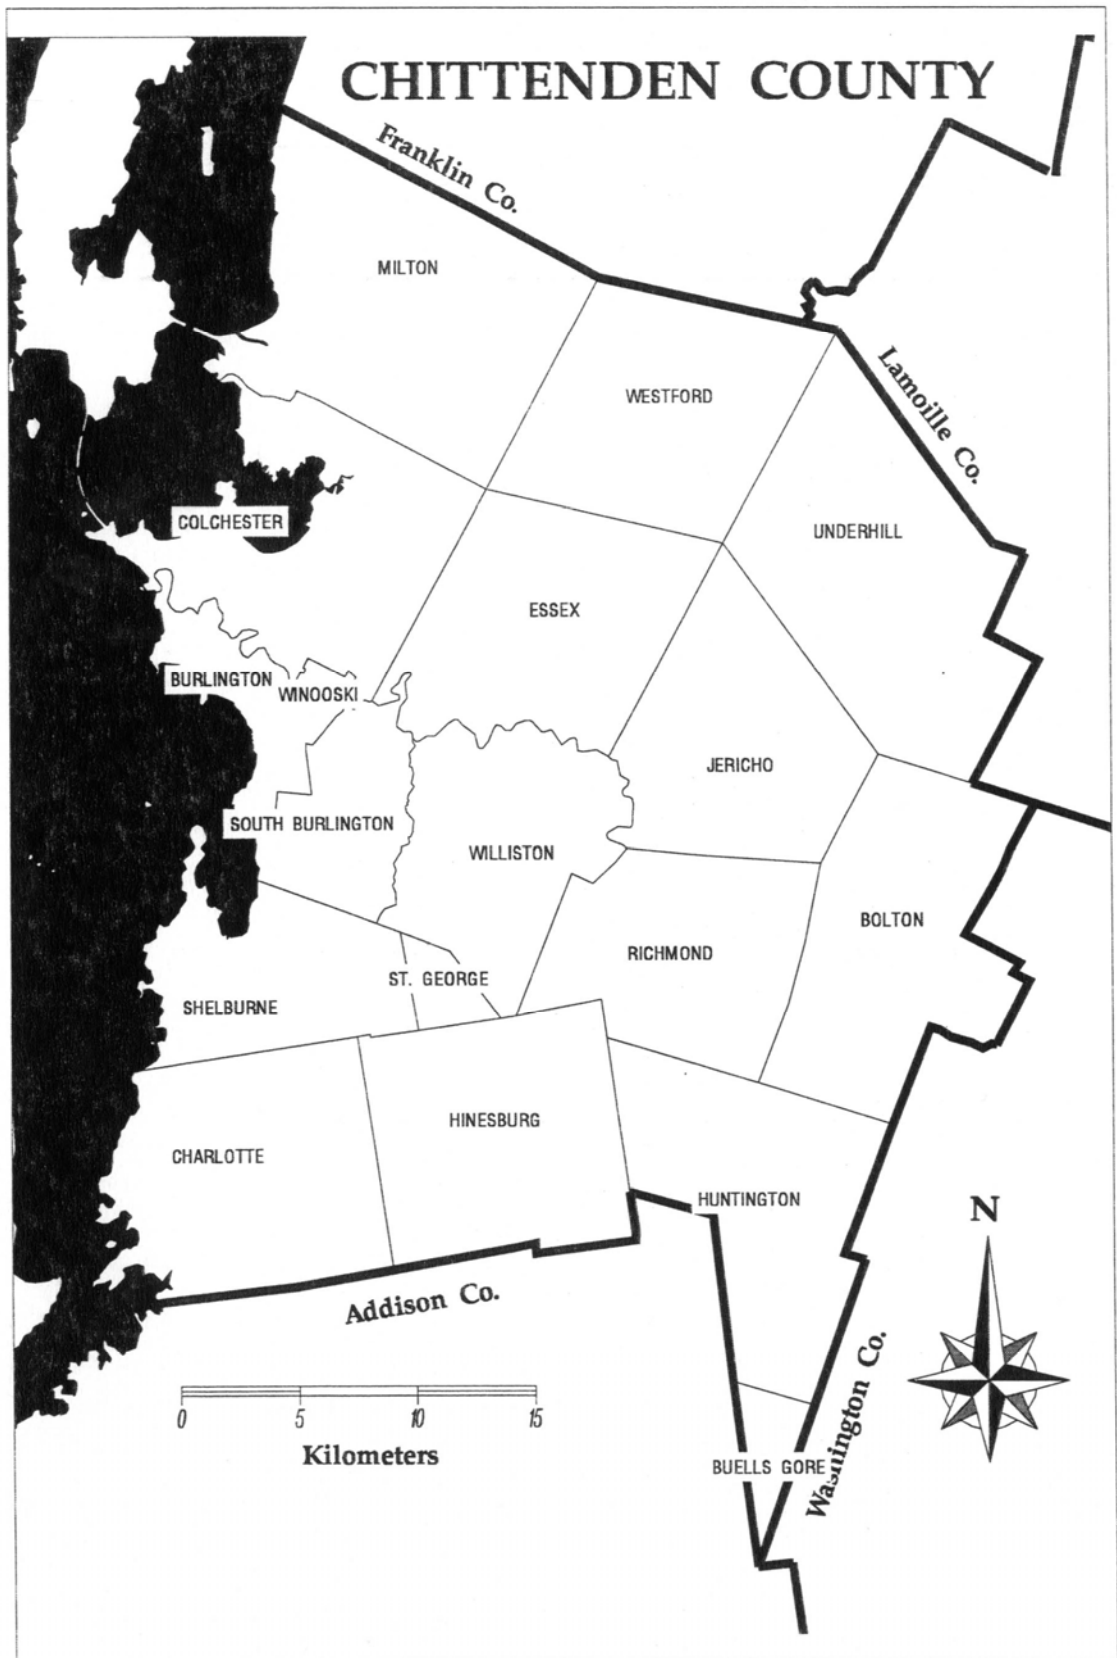 CHITTENDEN COUNTY
Franklin Co.
MILTON
Lamoille Co.
WESTFORD
COLCHESTER
UNDERHILL
ESSEX
BURLINGTON
WINOOSKI
JERICHO
SOUTH BURLINGTON
WILLISTON
BOLTON
RICHMOND
ST. GEORGE
SHELBURNE
HINESBURG
CHARLOTTE
HUNTINGTON
N
Addison Co.
Washington Co.
0 5 10 15
Kilometers
BUELLS GORE